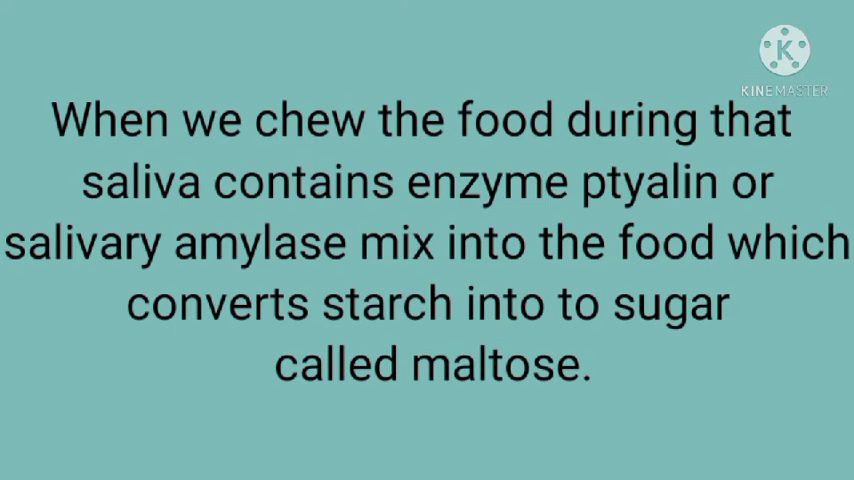 K
KINEMASTER
When we chew the food during that
saliva contains enzyme ptyalin or
salivary amylase mix into the food which
converts starch into to sugar
called maltose.